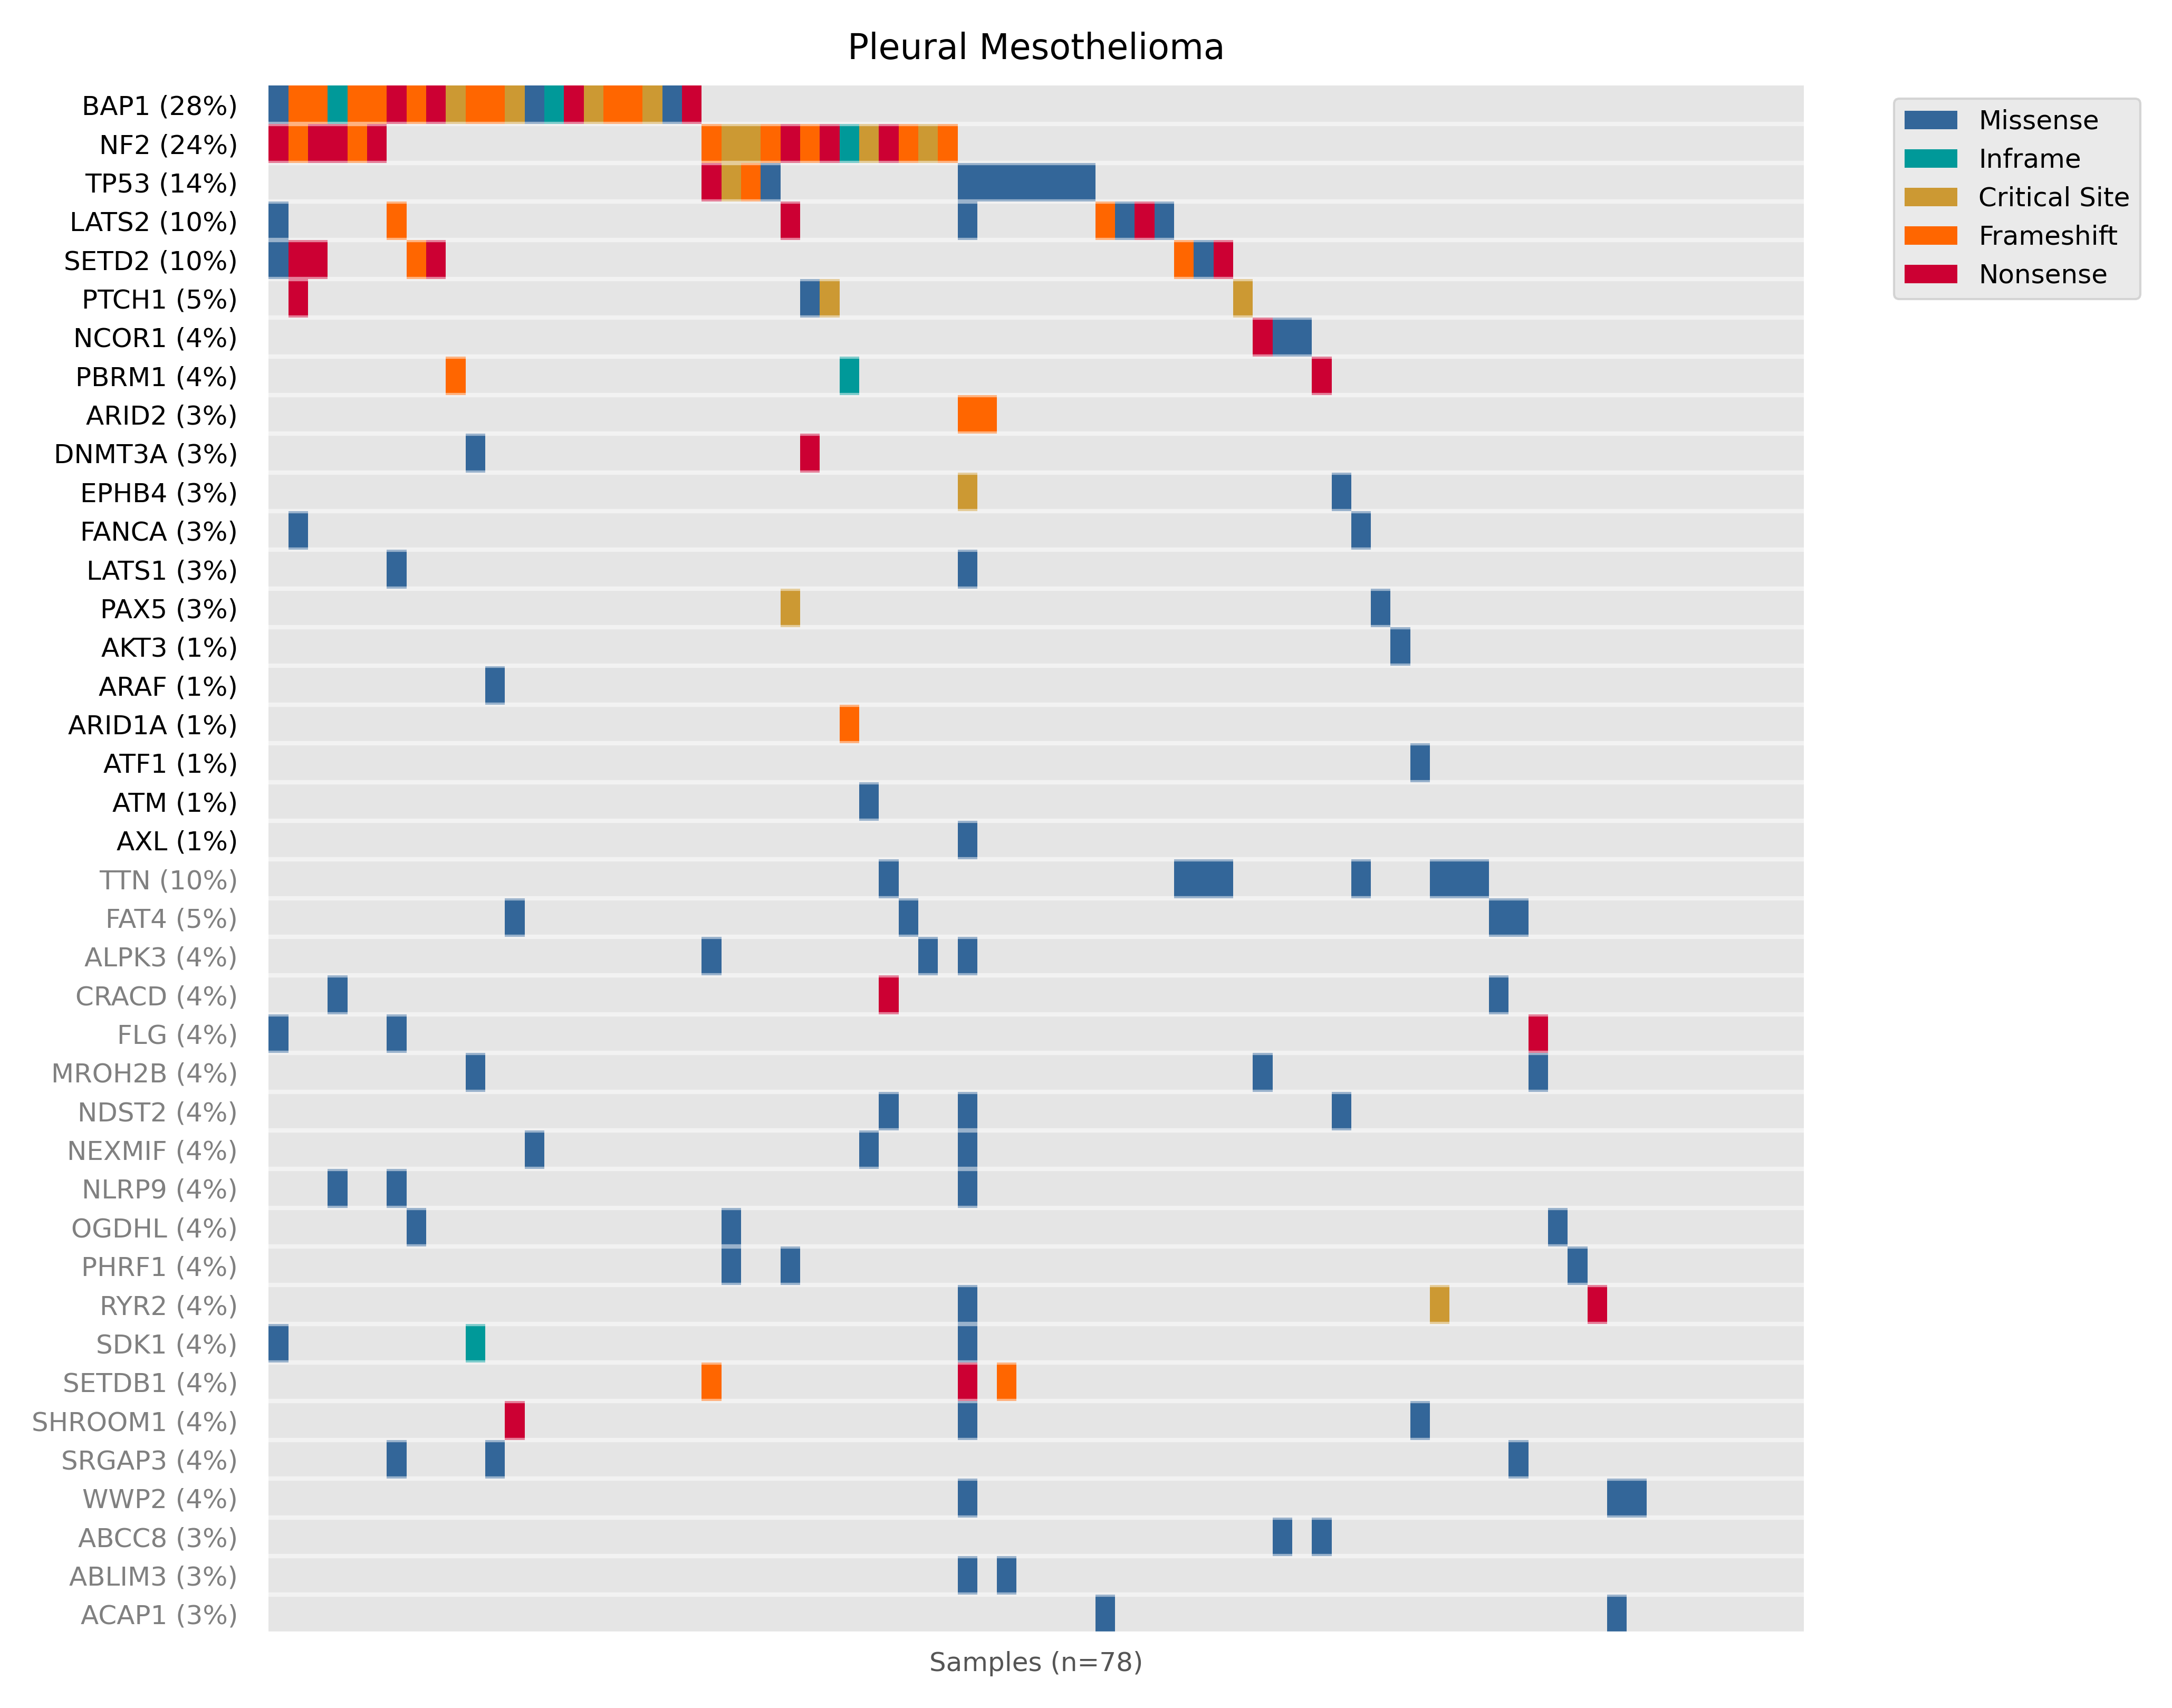 Pleural Mesothelioma
BAP1 (28%)
NF2 (24%)
TP53 (14%)
LATS2 (10%)
SETD2 (10%)
PTCH1 (5%)
NCOR1 (4%)
PBRM1 (4%)
ARID2 (3%)
DNMT3A (3%)
EPHB4 (3%)
FANCA (3%)
LATS1 (3%)
PAX5 (3%)
AKT3 (1%)
ARAF (1%)
ARID1A (1%)
ATF1 (1%)
ATM (1%)
AXL (1%)
TTN (10%)
FAT4 (5%)
ALPK3 (4%)
CRACD (4%)
FLG (4%)
MROH2B (4%)
NDST2 (4%)
NEXMIF (4%)
NLRP9 (4%)
OGDHL (4%)
PHRF1 (4%)
RYR2 (4%)
SDK1 (4%)
SETDB1 (4%)
SHROOM1 (4%)
SRGAP3 (4%)
WWP2 (4%)
ABCC8 (3%)
ABLIM3 (3%)
ACAP1 (3%)
Samples (n=78)
Missense
Inframe
Critical Site
Frameshift
Nonsense